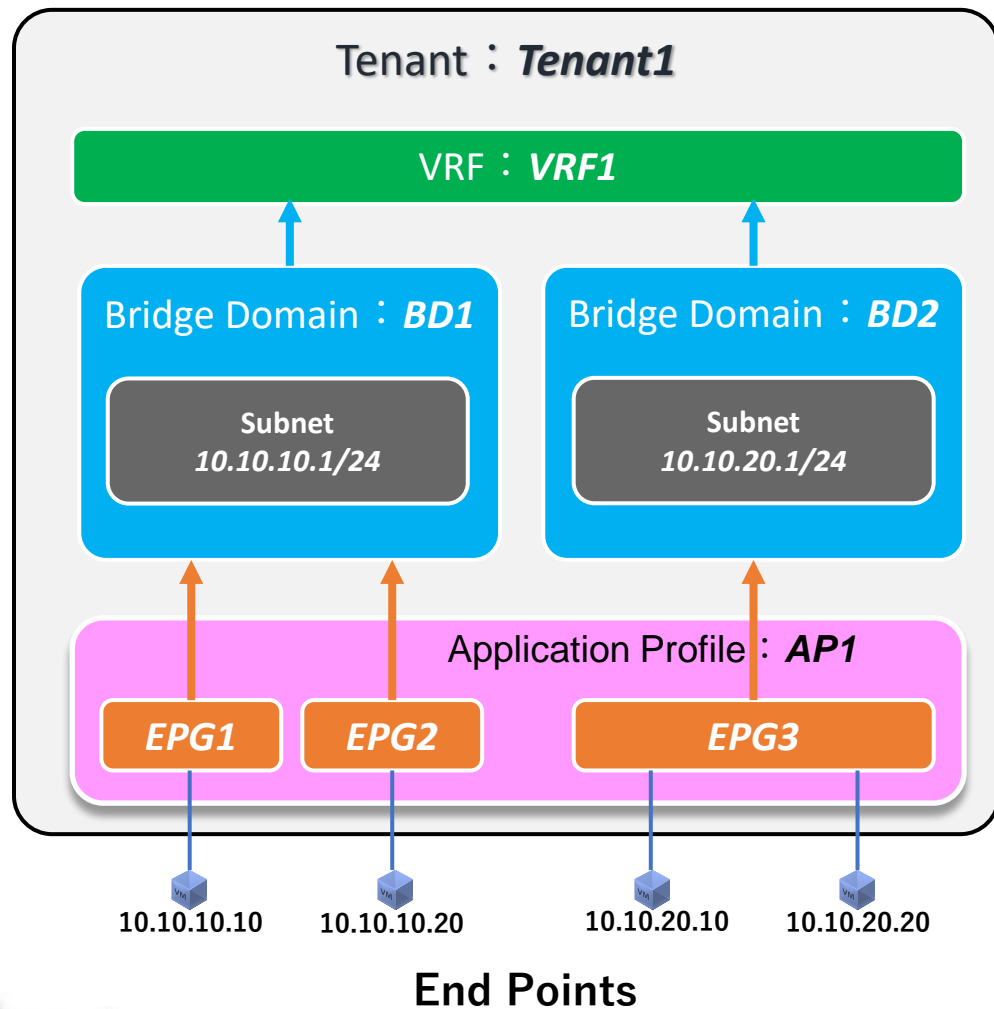 Tenant：Tenant1
VRF：VRF1
Bridge Domain：BD1
Bridge Domain：BD2
Subnet
10.10.10.1/24
Subnet
10.10.20.1/24
Application Profile：AP1
EPG1
EPG2
EPG3
VM
VM
VM
VM
10.10.10.10
10.10.10.20
10.10.20.10
10.10.20.20
End Points